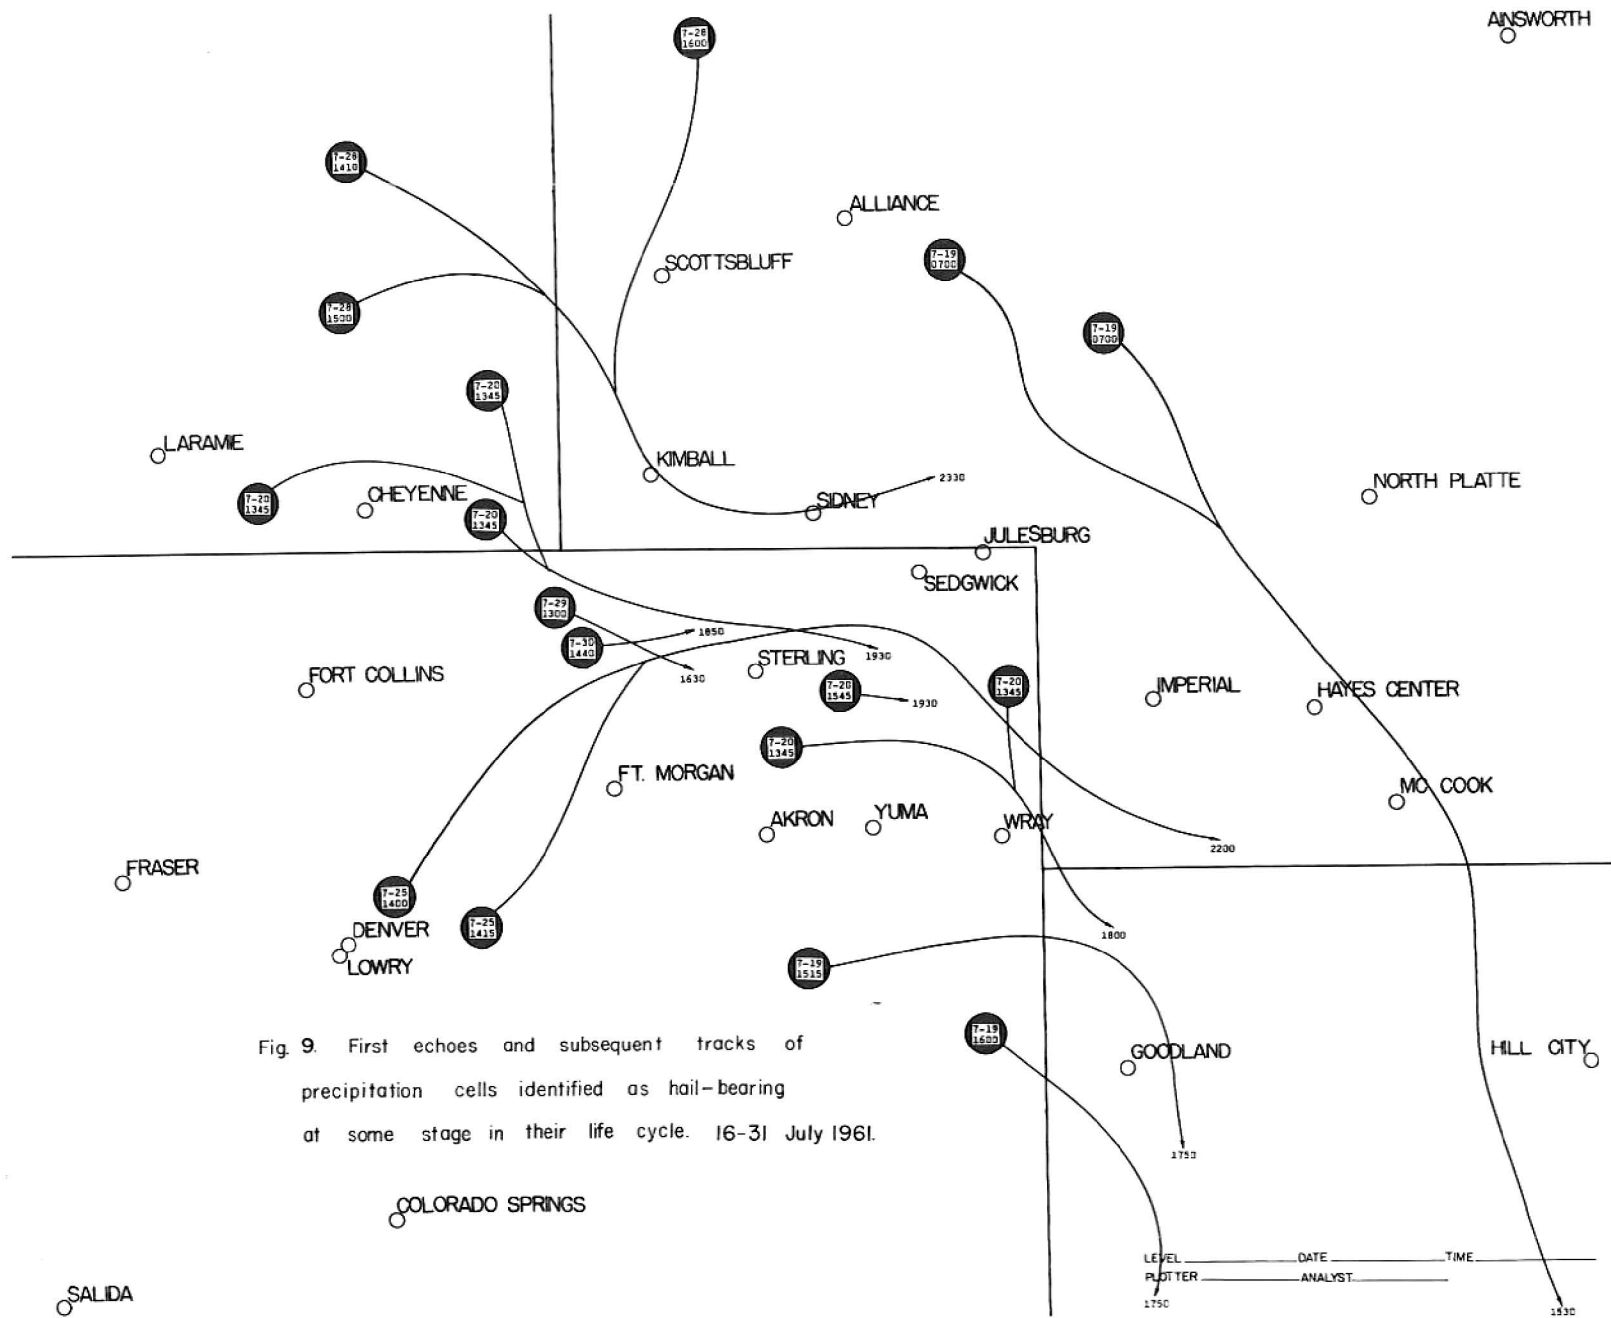 AINSWORTH
7-28
1600
7-28
1410
ALLIANCE
SCOTTSBLUFF
7-19
0700
7-28
1500
7-19
0700
7-20
1345
LARAMIE
KIMBALL
2330
NORTH PLATTE
7-20
1345
CHEYENNE
SIDNEY
7-20
1345
JULESBURG
SEDGWICK
7-29
1300
7-30
1440
1850
STERLING
1930
FORT COLLINS
1630
7-20
1545
1930
7-20
1345
IMPERIAL
HAYES CENTER
7-20
1345
FT. MORGAN
MC COOK
AKRON
YUMA
WRAY
2200
FRASER
7-25
1400
DENVER
LOWRY
7-25
1415
1800
7-19
1515
7-19
1600
GOODLAND
HILL CITY
Fig. 9. First echoes and subsequent tracks of
precipitation cells identified as hail-bearing
at some stage in their life cycle. 16-31 July 1961.
1750
COLORADO SPRINGS
LEVEL DATE TIME
PLOTTER ANALYST
SALIDA
1750
1530